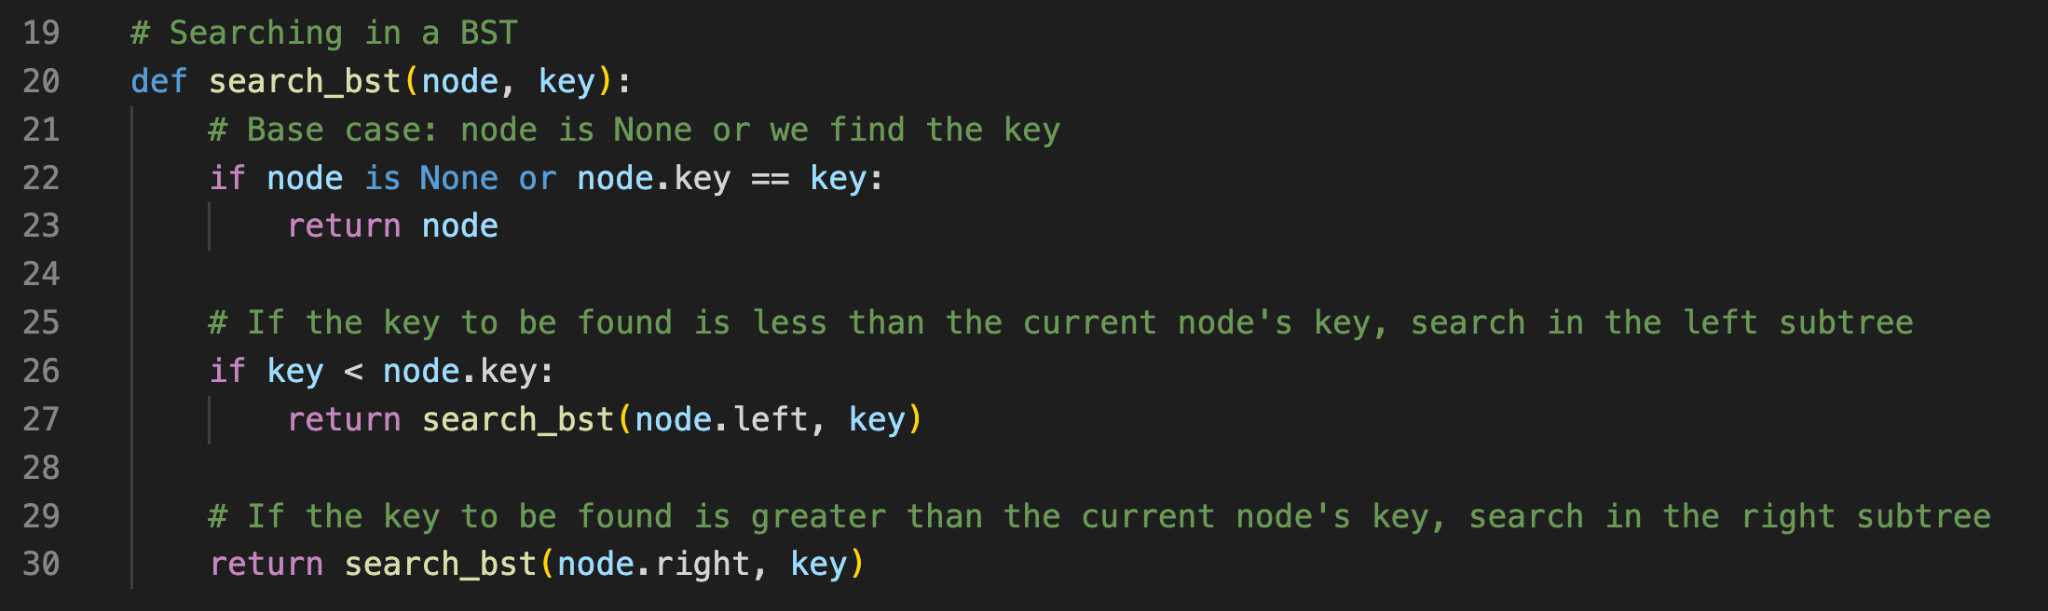 19 # Searching in a BST
20 def search_bst(node, key):
21     # Base case: node is None or we find the key
22     if node is None or node.key == key:
23         return node
24
25     # If the key to be found is less than the current node's key, search in the left subtree
26     if key < node.key:
27         return search_bst(node.left, key)
28
29     # If the key to be found is greater than the current node's key, search in the right subtree
30     return search_bst(node.right, key)